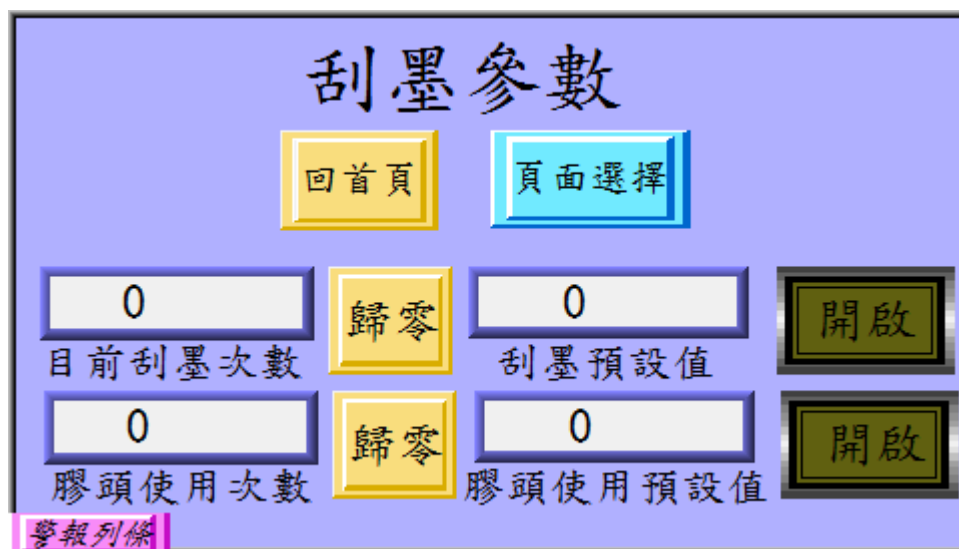 刮墨參數
回首頁 頁面選擇
0 歸零 0 開啟
目前刮墨次數 刮墨預設值
0 歸零 0 開啟
膠頭使用次數 膠頭使用預設值
警報列條